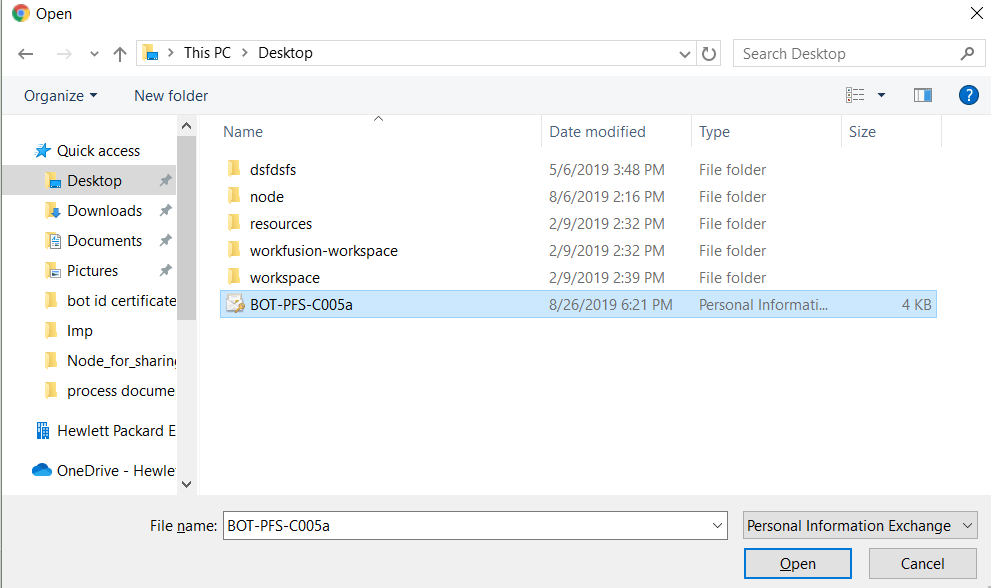 Open
This PC > Desktop
Search Desktop
Organize
New folder
?
Name
Date modified
Type
Size
Quick access
Desktop
Downloads
Documents
Pictures
bot id certificate
Imp
Node_for_sharing
process docume
Hewlett Packard E
OneDrive - Hewle
dsfdsfs 5/6/2019 3:48 PM File folder
node 8/6/2019 2:16 PM File folder
resources 2/9/2019 2:32 PM File folder
workfusion-workspace 2/9/2019 2:32 PM File folder
workspace 2/9/2019 2:39 PM File folder
BOT-PFS-C005a 8/26/2019 6:21 PM Personal Informati... 4 KB
File name: BOT-PFS-C005a
Personal Information Exchange
Open
Cancel